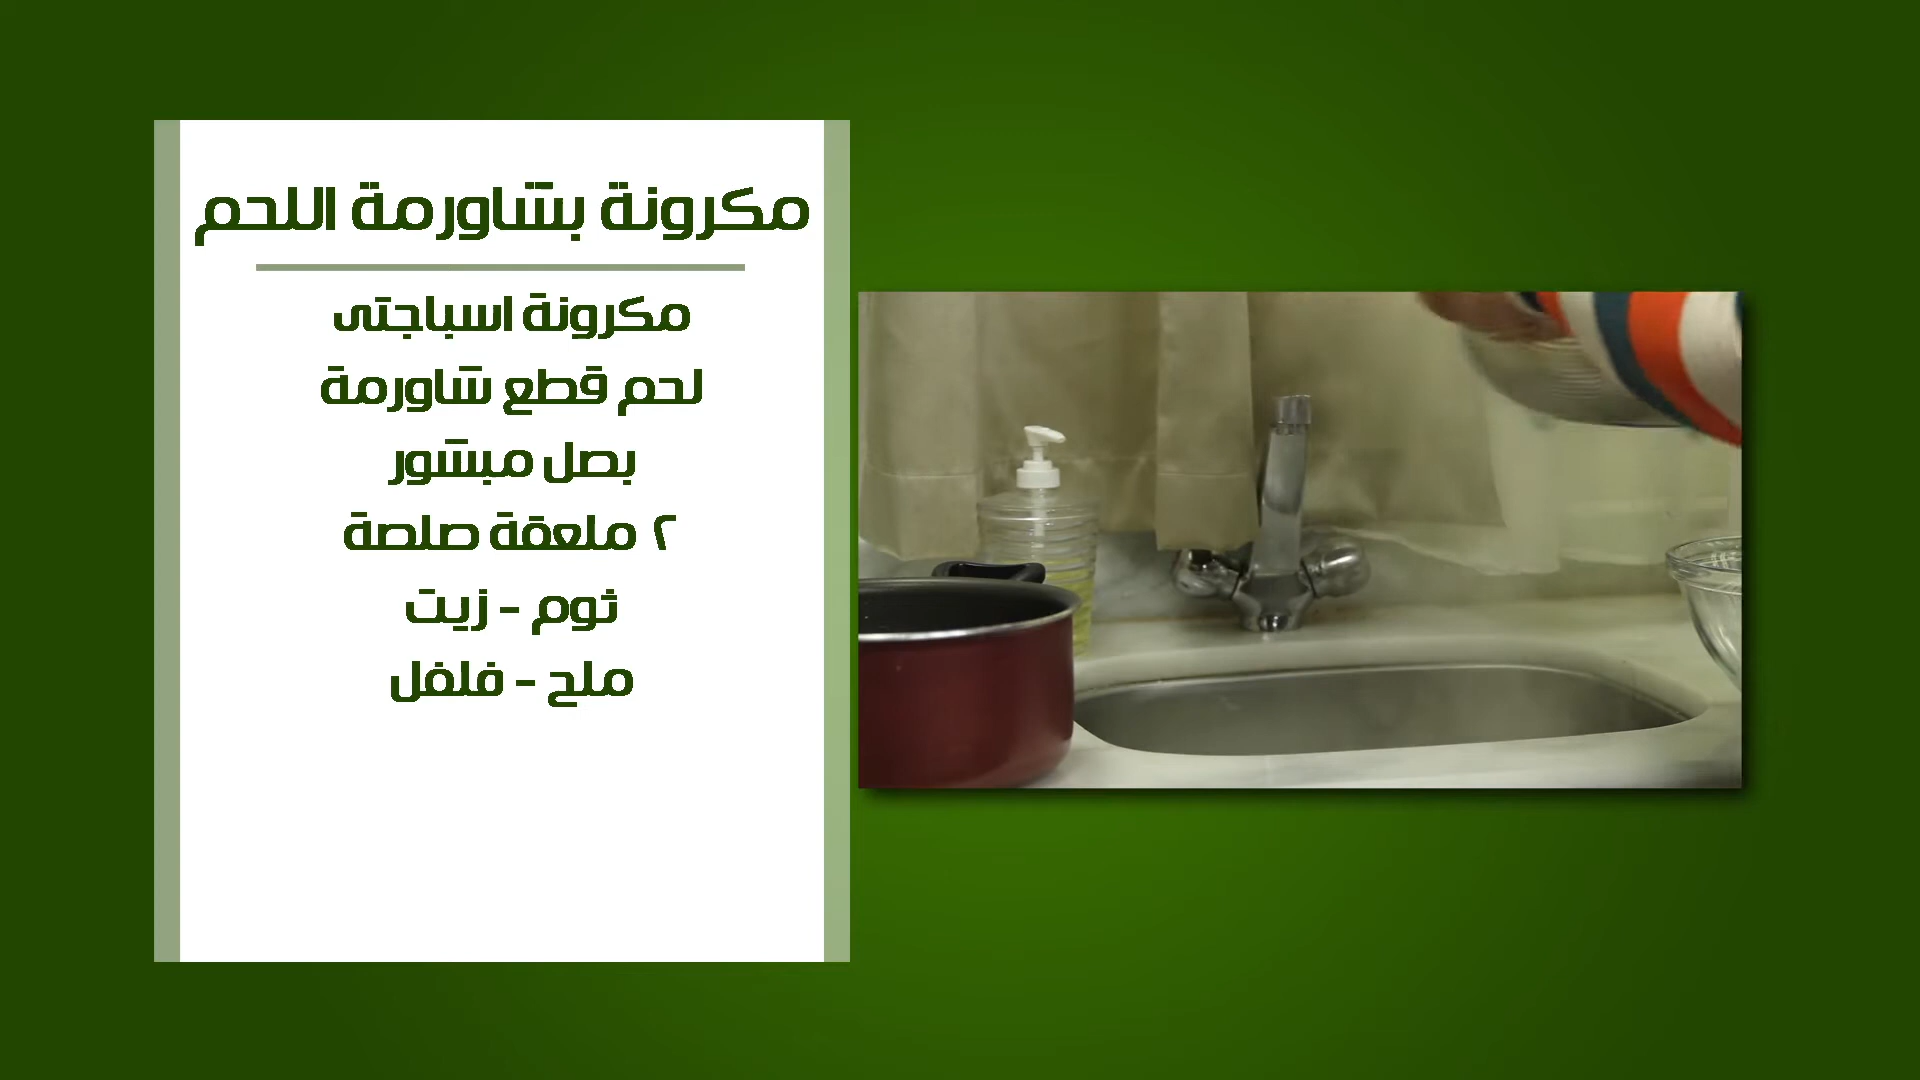 مكرونة بشاورمة اللحم
مكرونة اسباجتى
لحم قطع شاورمة
بصل مبشور
٢ ملعقة صلصة
ثوم - زيت
ملح - فلفل